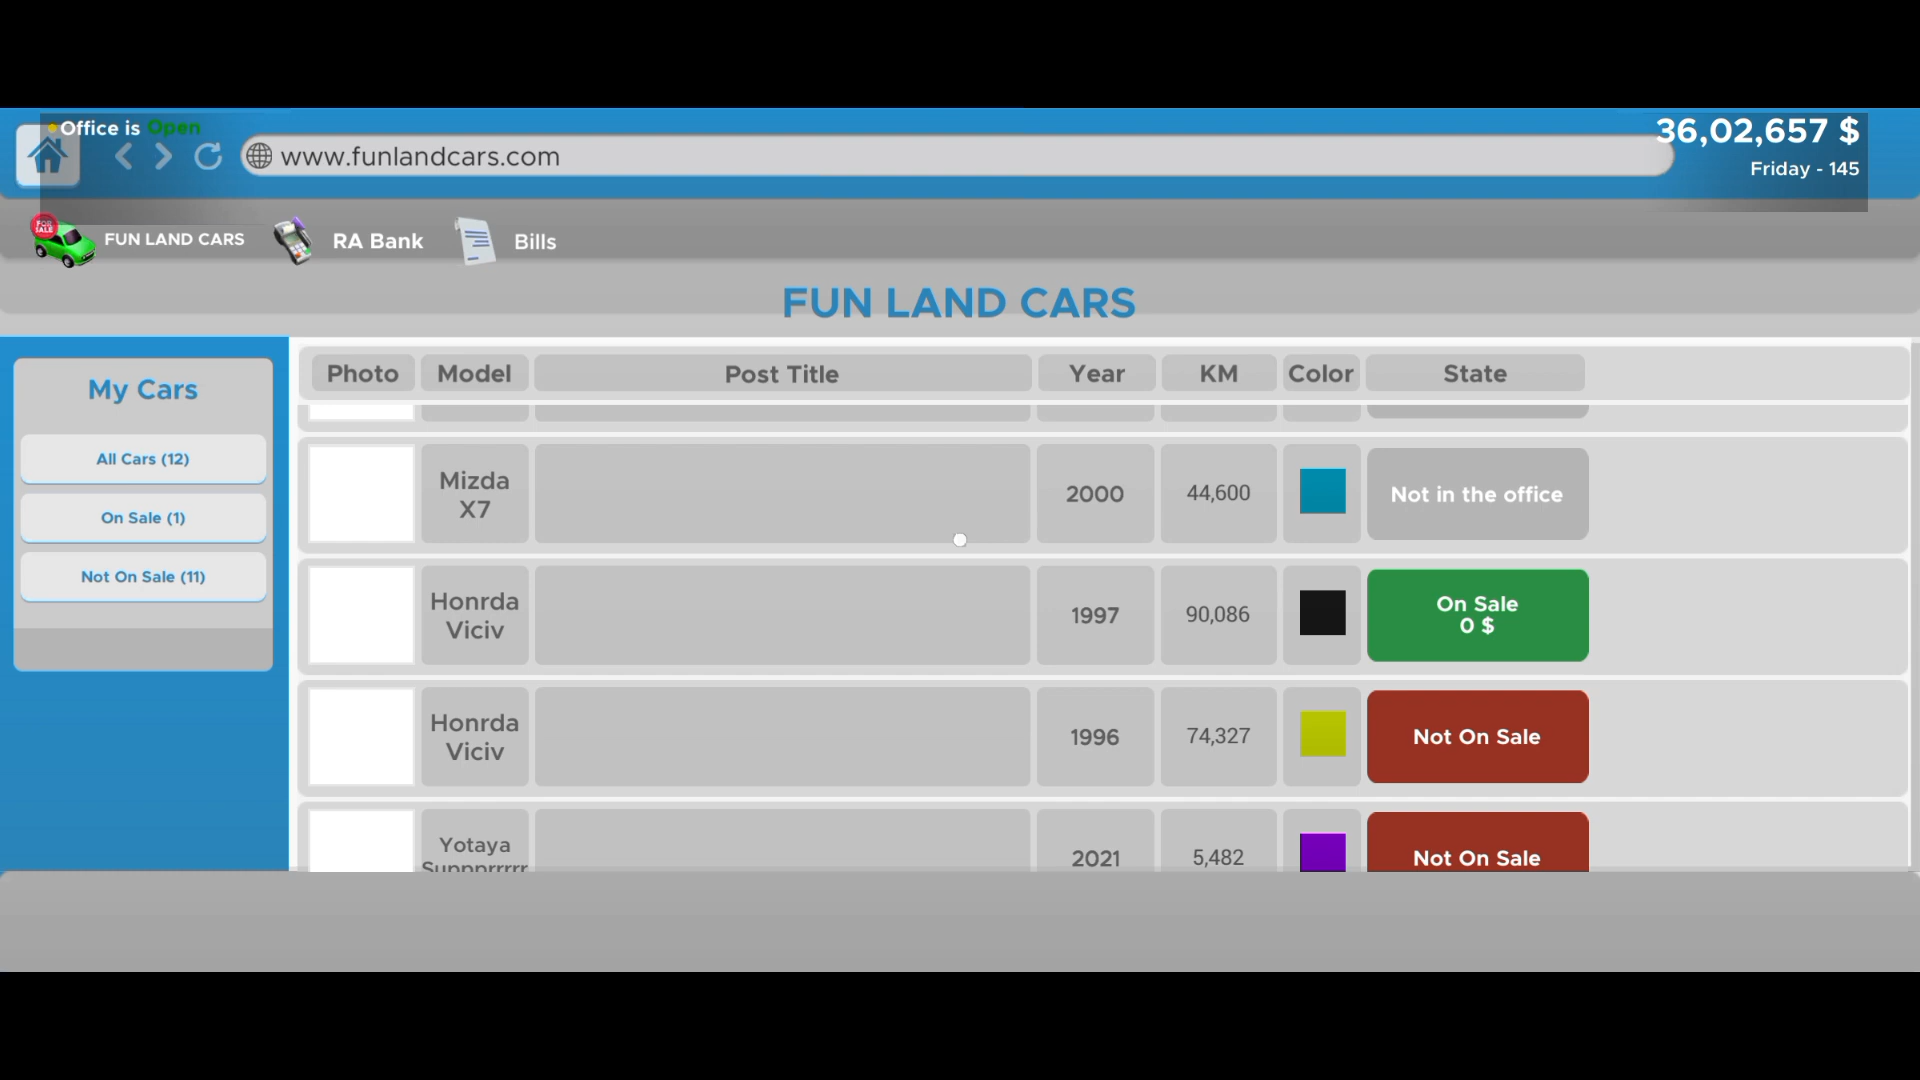 Office is Open
www.funlandcars.com
36,02,657 $
Friday - 145
FOR SALE
FUN LAND CARS
RA Bank
Bills
FUN LAND CARS
My Cars
All Cars (12)
On Sale (1)
Not On Sale (11)
Photo Model Post Title Year KM Color State
Mizda
X7
2000
44,600
Not in the office
Honrda
Viciv
1997
90,086
On Sale
0 $
Honrda
Viciv
1996
74,327
Not On Sale
Yotaya
2021
5,482
Not On Sale